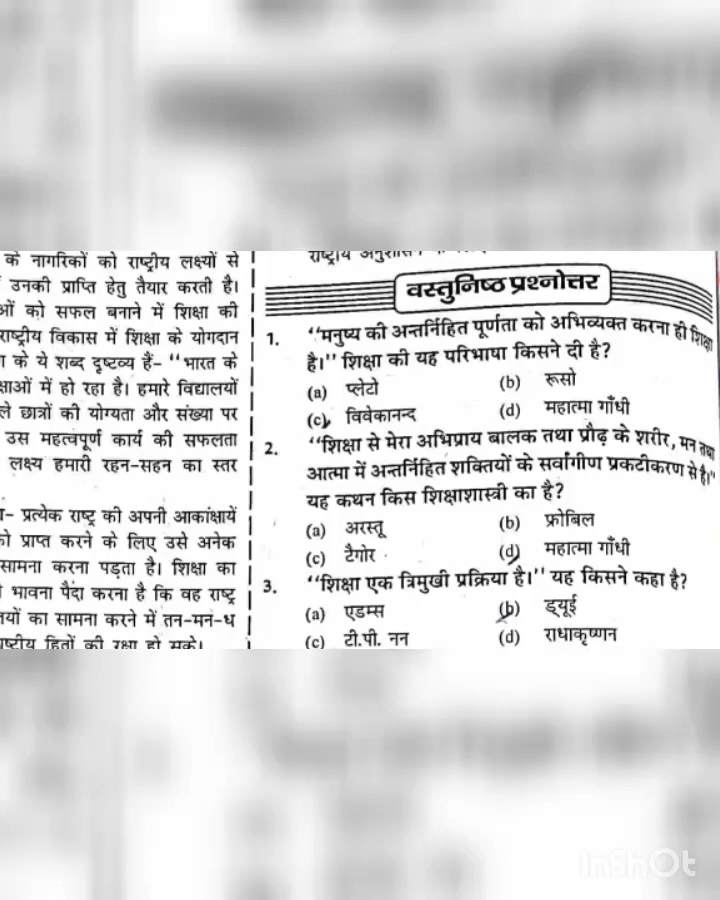 के नागरिकों को राष्ट्रीय लक्ष्यों से
उनकी प्राप्ति हेतु तैयार करती है।
ओं को सफल बनाने में शिक्षा की
राष्ट्रीय विकास में शिक्षा के योगदान
के ये शब्द दृष्टव्य हैं- ‘‘भारत के
क्षाओं में हो रहा है। हमारे विद्यालयों
ले छात्रों की योग्यता और संख्या पर
उस महत्वपूर्ण कार्य की सफलता
लक्ष्य हमारी रहन-सहन का स्तर
- प्रत्येक राष्ट्र की अपनी आकांक्षायें
को प्राप्त करने के लिए उसे अनेक
सामना करना पड़ता है। शिक्षा का
भावना पैदा करना है कि वह राष्ट्र
यों का सामना करने में तन-मन-ध
राष्ट्रीय हितों की रक्षा हो सके।
राष्ट्रीय अनुशासन
वस्तुनिष्ठ प्रश्नोत्तर
1. ‘‘मनुष्य की अन्तर्निहित पूर्णता को अभिव्यक्त करना ही शिक्षा
है।’’ शिक्षा की यह परिभाषा किसने दी है?
(a) प्लेटो (b) रूसो
(c) विवेकानन्द (d) महात्मा गाँधी
2. ‘‘शिक्षा से मेरा अभिप्राय बालक तथा प्रौढ़ के शरीर, मन तथा
आत्मा में अन्तर्निहित शक्तियों के सर्वांगीण प्रकटीकरण से है।’’
यह कथन किस शिक्षाशास्त्री का है?
(a) अरस्तू (b) फ्रोबिल
(c) टैगोर (d) महात्मा गाँधी
3. ‘‘शिक्षा एक त्रिमुखी प्रक्रिया है।’’ यह किसने कहा है?
(a) एडम्स (b) ड्यूई
(c) टी.पी. नन (d) राधाकृष्णन
InShOt